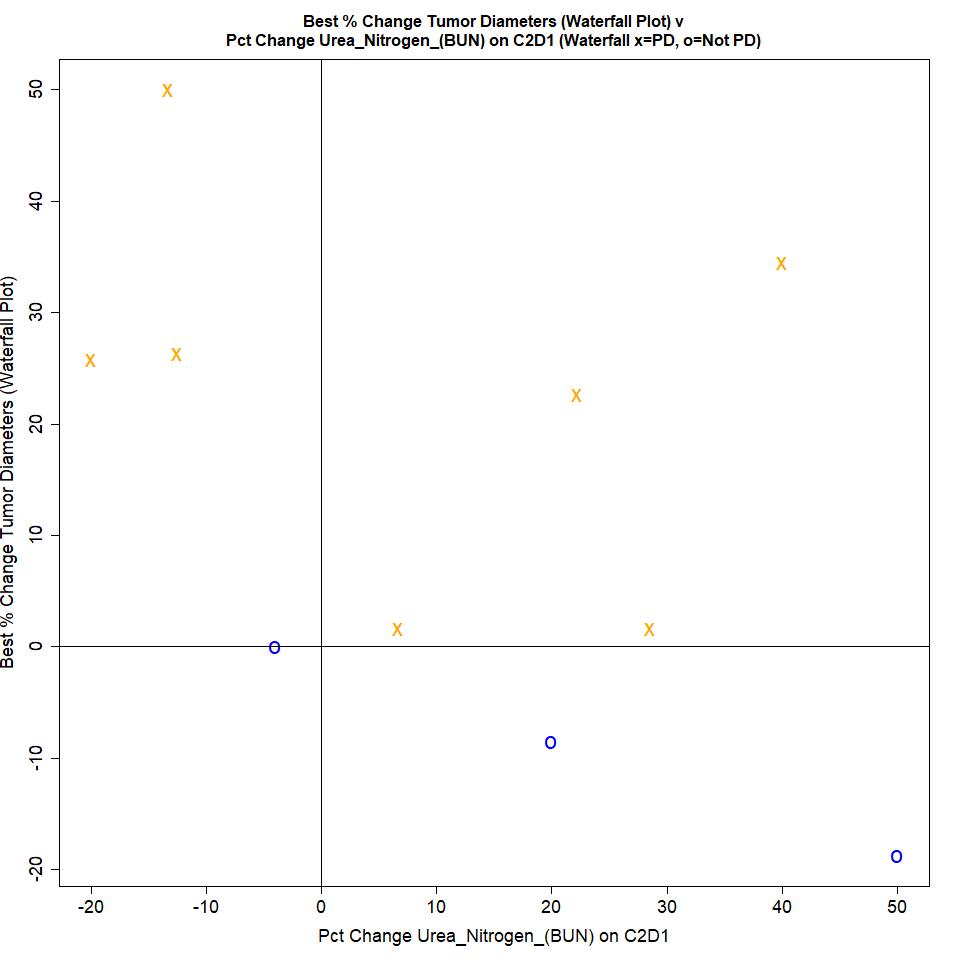 Best % Change Tumor Diameters (Waterfall Plot) v
Pct Change Urea_Nitrogen_(BUN) on C2D1 (Waterfall x=PD, o=Not PD)
Best % Change Tumor Diameters (Waterfall Plot)
50
40
30
20
10
0
-10
-20
X
X
X
X
X
X
X
O
O
O
-20
-10
0
10
20
30
40
50
Pct Change Urea_Nitrogen_(BUN) on C2D1